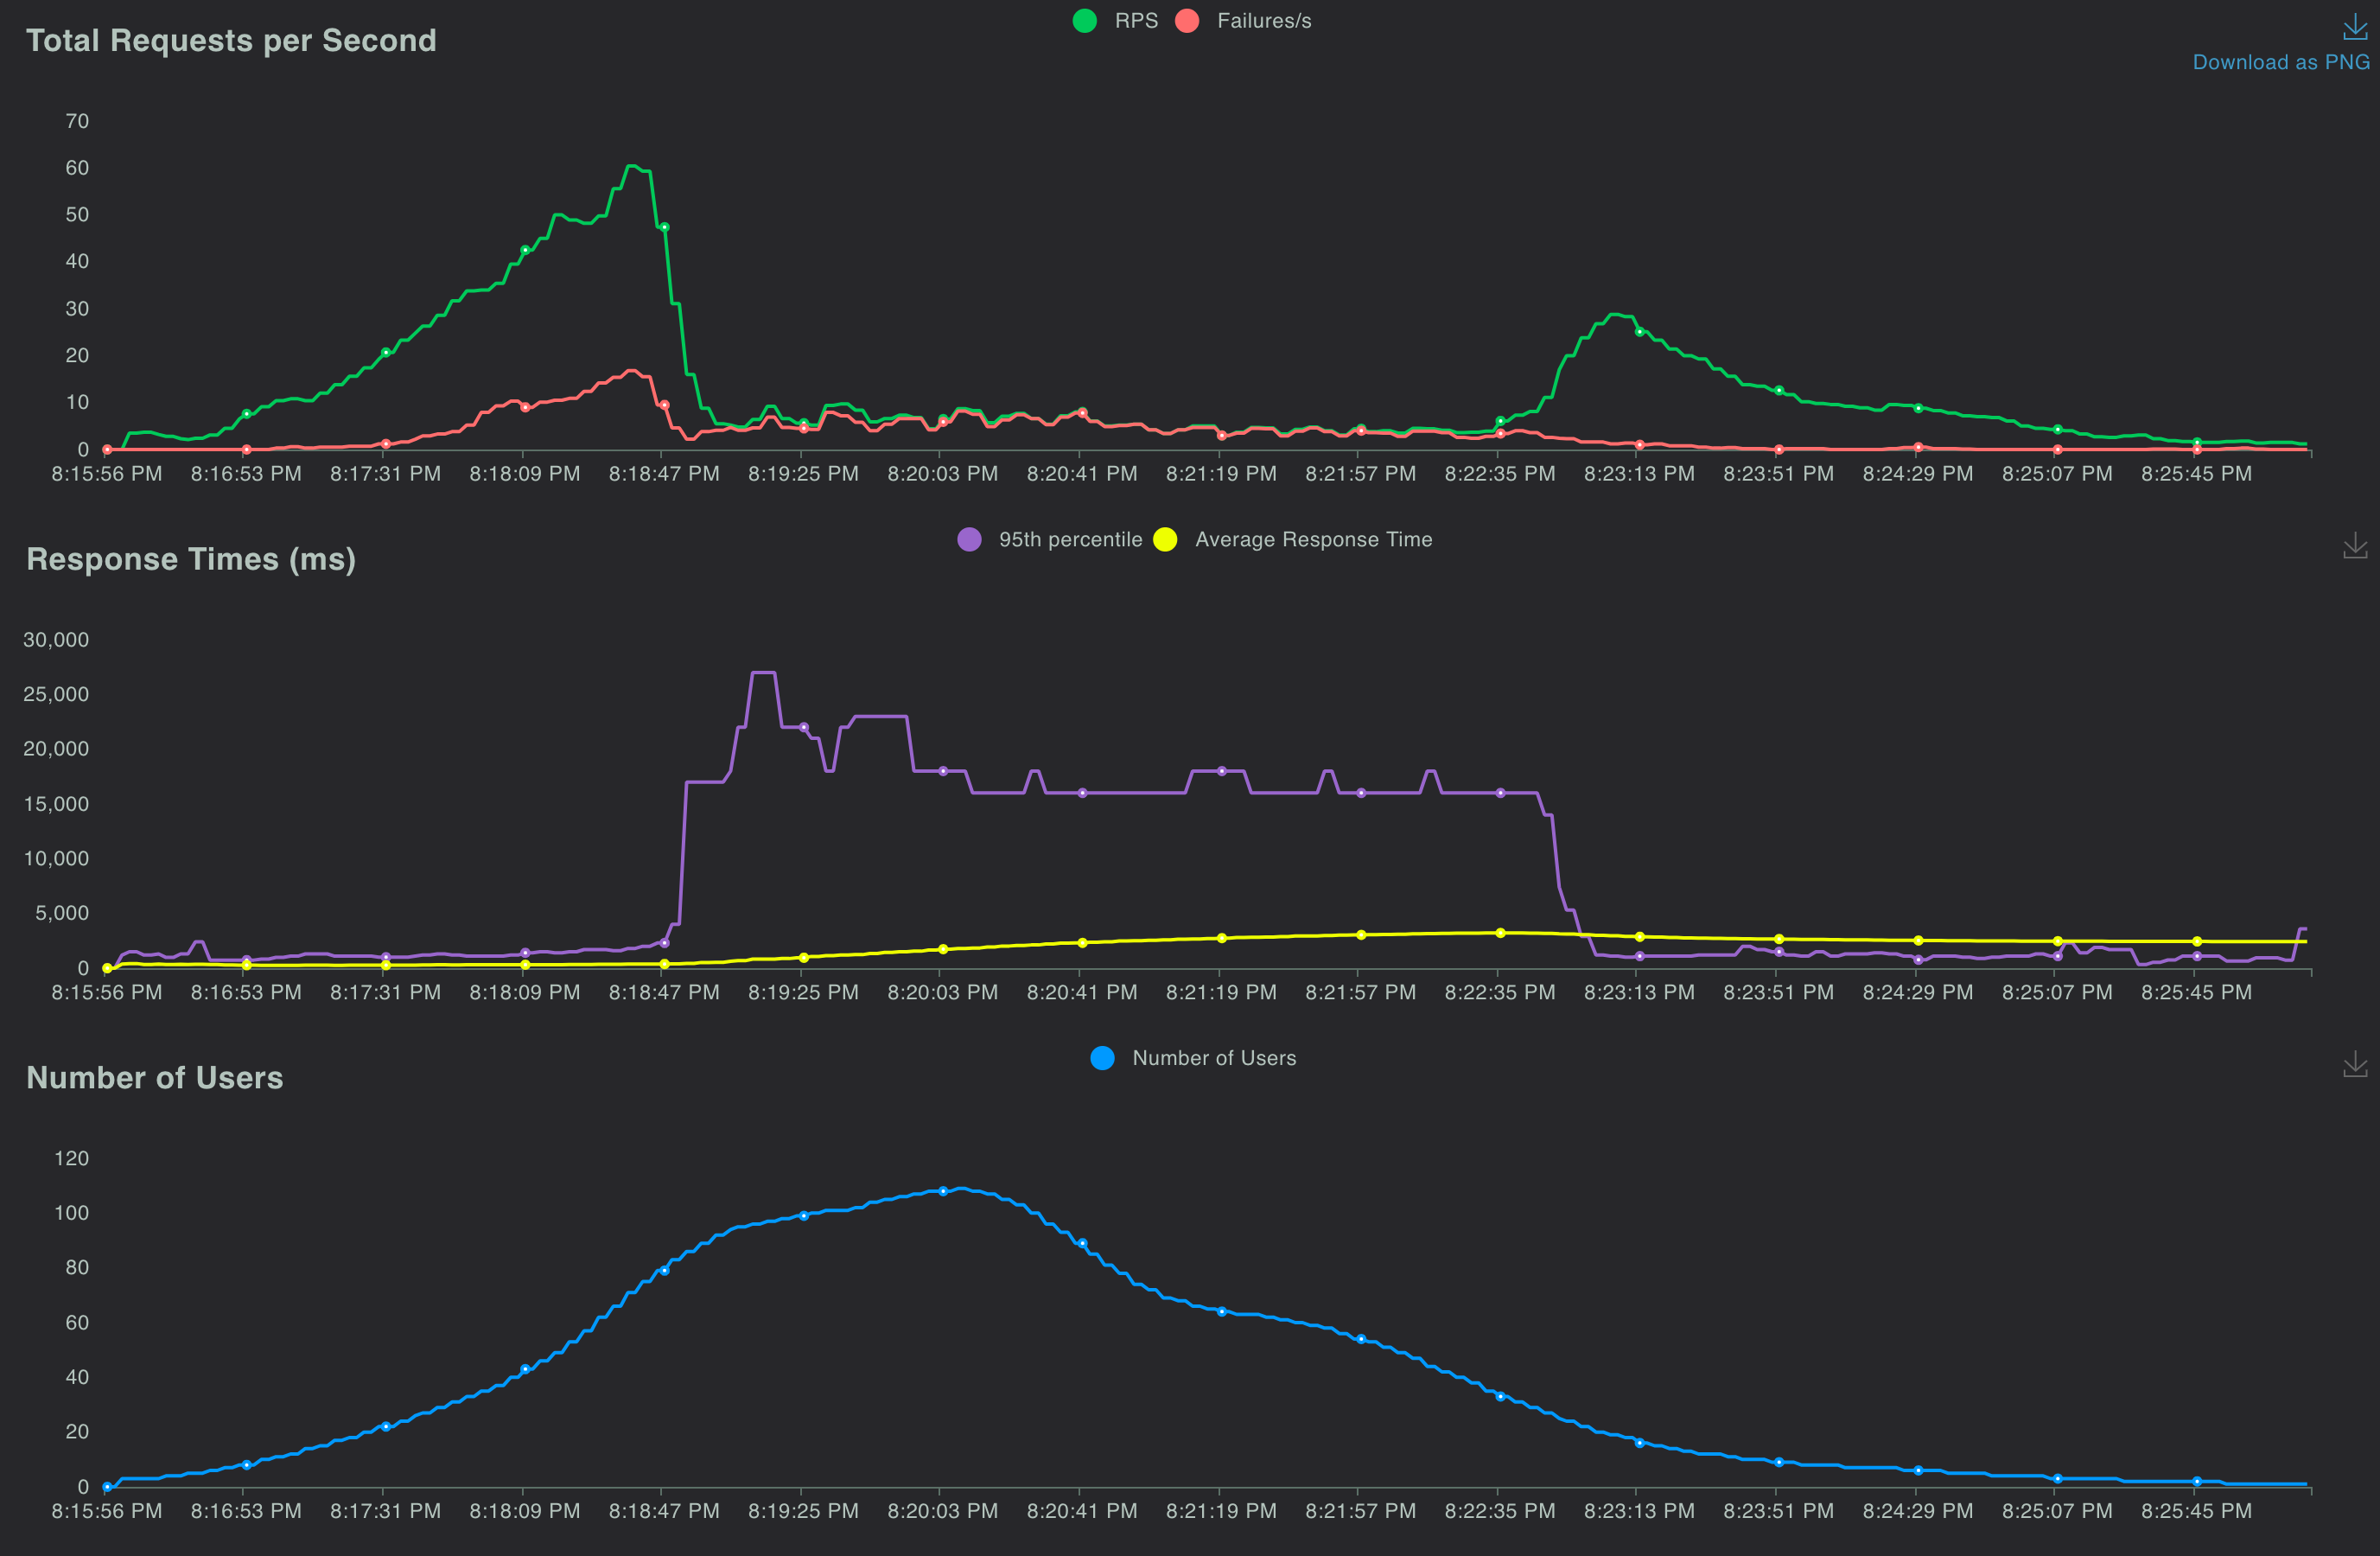 RPS Failures/s
Total Requests per Second
Download as PNG
70
60
50
40
30
20
10
0
8:15:56 PM 8:16:53 PM 8:17:31 PM 8:18:09 PM 8:18:47 PM 8:19:25 PM 8:20:03 PM 8:20:41 PM 8:21:19 PM 8:21:57 PM 8:22:35 PM 8:23:13 PM 8:23:51 PM 8:24:29 PM 8:25:07 PM 8:25:45 PM
95th percentile Average Response Time
Response Times (ms)
30,000
25,000
20,000
15,000
10,000
5,000
0
8:15:56 PM 8:16:53 PM 8:17:31 PM 8:18:09 PM 8:18:47 PM 8:19:25 PM 8:20:03 PM 8:20:41 PM 8:21:19 PM 8:21:57 PM 8:22:35 PM 8:23:13 PM 8:23:51 PM 8:24:29 PM 8:25:07 PM 8:25:45 PM
Number of Users
Number of Users
120
100
80
60
40
20
0
8:15:56 PM 8:16:53 PM 8:17:31 PM 8:18:09 PM 8:18:47 PM 8:19:25 PM 8:20:03 PM 8:20:41 PM 8:21:19 PM 8:21:57 PM 8:22:35 PM 8:23:13 PM 8:23:51 PM 8:24:29 PM 8:25:07 PM 8:25:45 PM